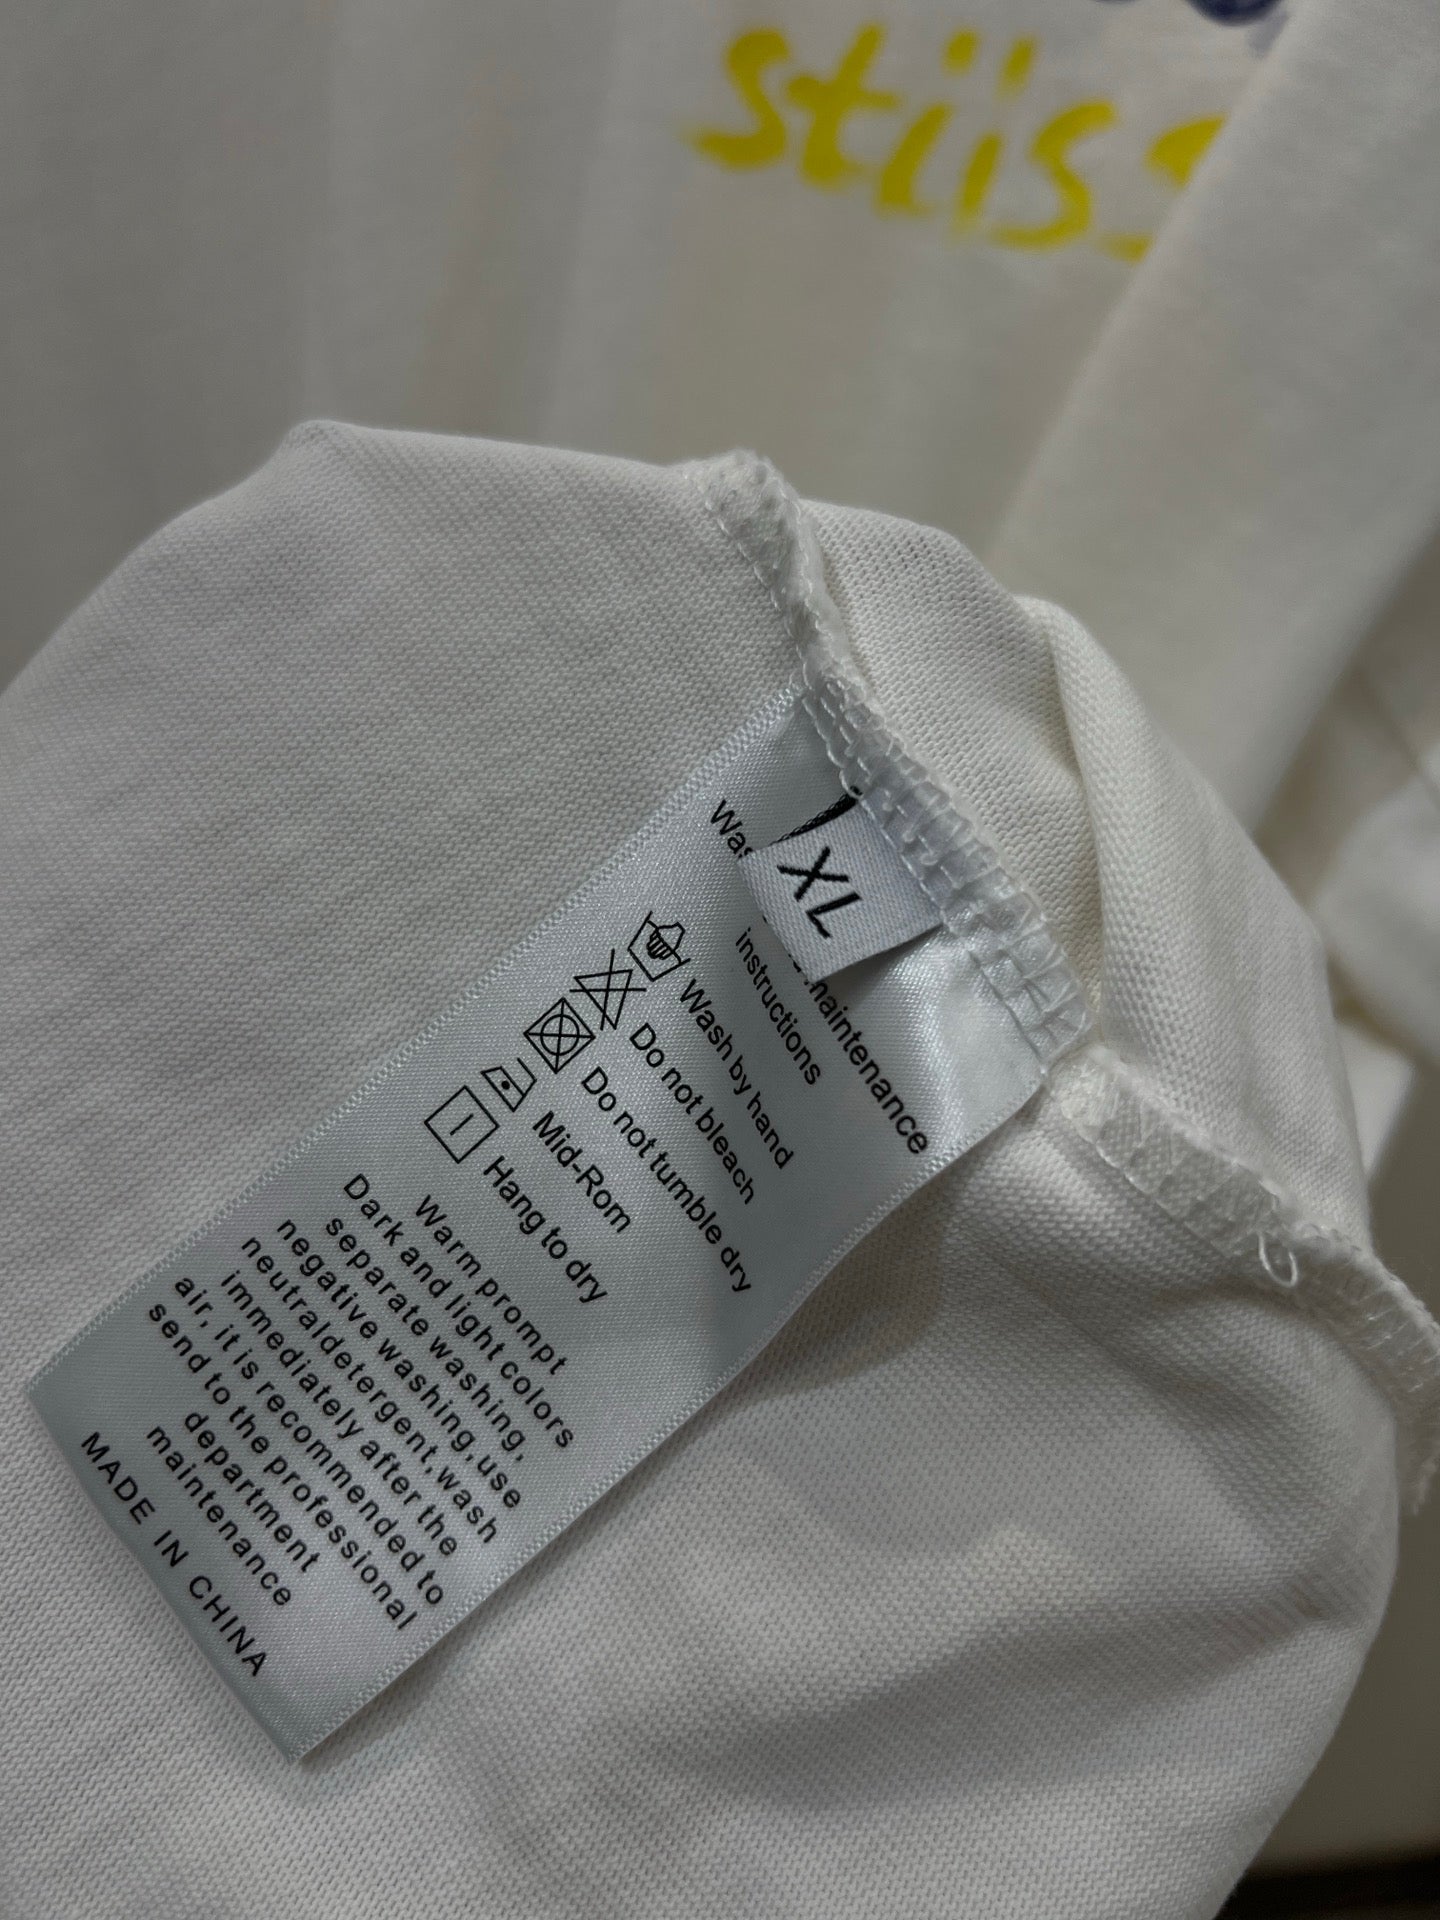 stüss
XL
maintenance
instructions
Wash by hand
Do not bleach
Do not tumble dry
Mid-Rom
Hang to dry
Warm prompt
Dark and light colors
separate washing,
negative washing,use
neutraldetergent,wash
immediately after the
air, it is recommended to
send to the professional
department
maintenance
MADE IN CHINA